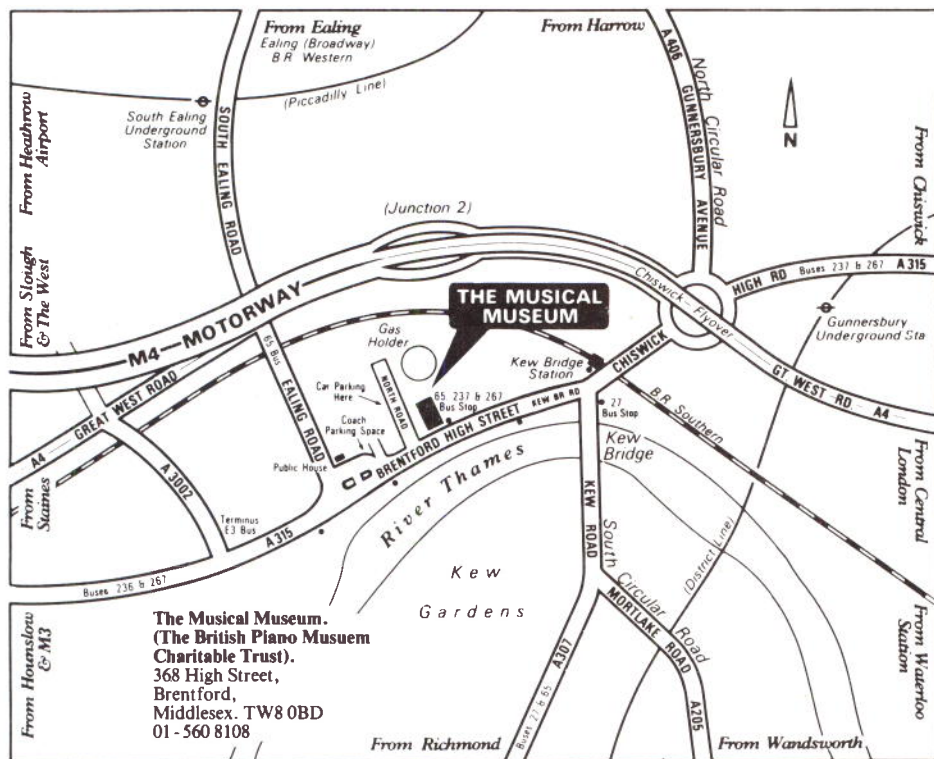 From Ealing
Ealing (Broadway)
B R Western
From Harrow
A 406
GUNNERSBURY AVENUE
North Circular Road
N
(Piccadilly Line)
South Ealing
Underground
Station
SOUTH EALING ROAD
From Heathrow
Airport
From Slough
& The West
From Chiswick
(Junction 2)
M4 MOTORWAY
Chiswick Flyover
HIGH RD
Buses 237 & 267
A 315
Gunnersbury
Underground Sta
THE MUSICAL
MUSEUM
Gas
Holder
Kew Bridge
Station
CHISWICK
GT WEST RD
A4
A4
GREAT WEST ROAD
65 Bus
EALING ROAD
Car Parking
Here
NORTH ROAD
Coach
Parking Space
Public House
65 237 & 267
Bus Stop
BRENTFORD HIGH STREET
KEW BR RD
27
Bus Stop
B.R. Southern
Kew
Bridge
From
Staines
A 3002
Terminus
E3 Bus
A 315
River Thames
KEW ROAD
South Circular Road
(District Line)
From Central
London
Buses 236 & 267
Kew
Gardens
MORTLAKE ROAD
A205
A307
Buses 27 & 65
From Hounslow
& M3
From Waterloo
Station
The Musical Museum.
(The British Piano Musuem
Charitable Trust).
368 High Street,
Brentford,
Middlesex. TW8 0BD
01 - 560 8108
From Richmond
From Wandsworth